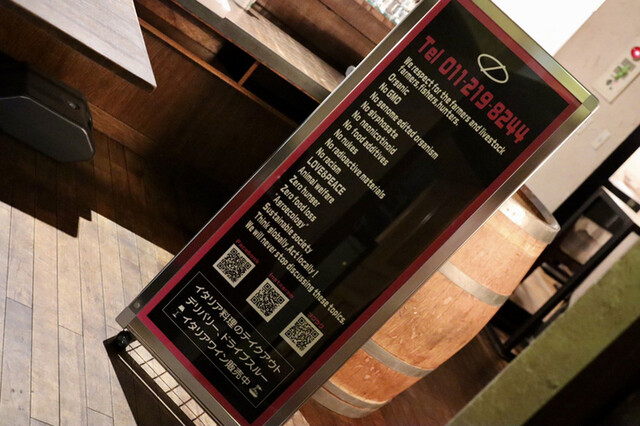 Tel 011-219-8244
We respect for the farmers and livestock
farmers, fishers, hunters.
Organic
No GMO
No genome edited organism
No glyphosate
No neonicotinoids
No food additives
No nukes
No radioactive materials
No racism
LOVE&PEACE
Animal welfare
Zero hunger
Zero food loss
"Agroecology"
Sustainable society
Think globally, Act locally!
We will never stop discussing these topics.
イタリア料理のテイクアウト
デリバリー、ドライブスルー
イタリアワイン販売中